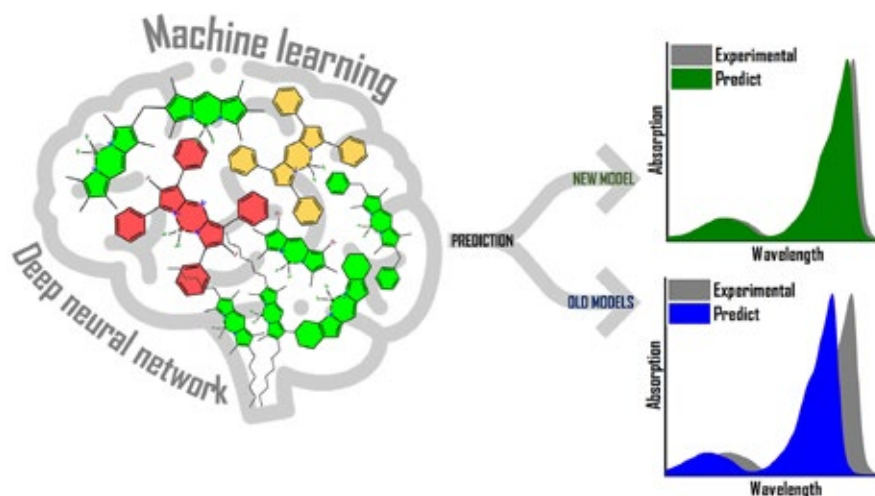 Machine learning
Deep neural network
PREDICTION
NEW MODEL
OLD MODELS
Experimental
Predict
Absorption
Wavelength
Experimental
Predict
Absorption
Wavelength